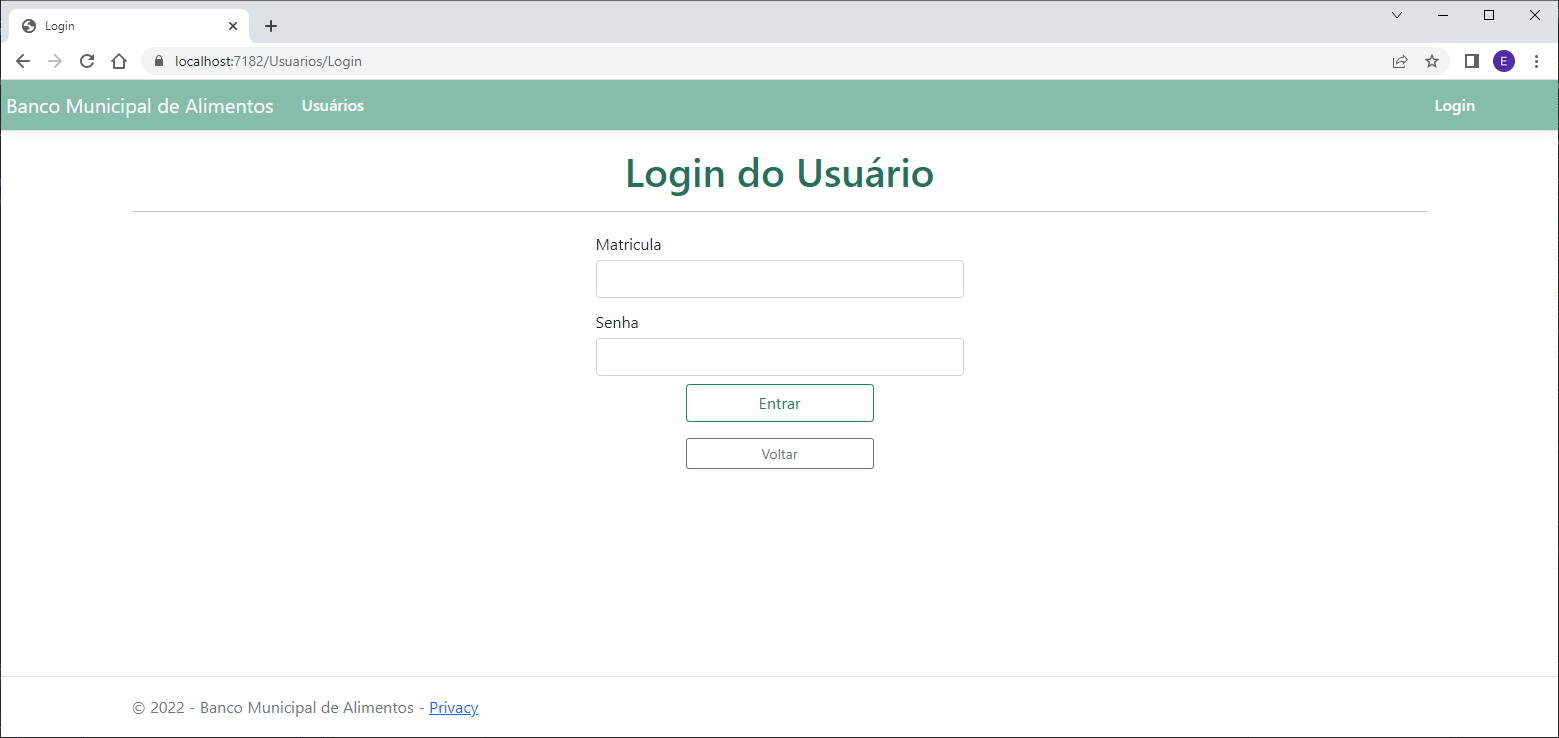 Login
localhost:7182/Usuarios/Login
E
Banco Municipal de Alimentos Usuários Login
Login do Usuário
Matricula
Senha
Entrar
Voltar
© 2022 - Banco Municipal de Alimentos - Privacy